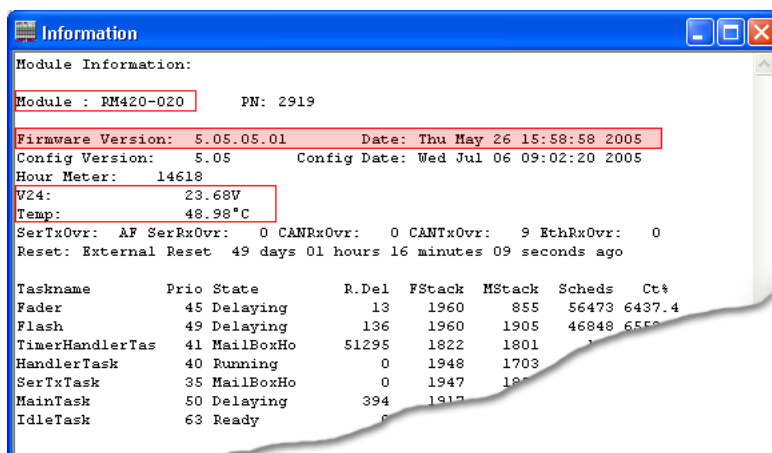 Information
Module Information:
Module : RM420-020 PN: 2919
Firmware Version: 5.05.05.01 Date: Thu May 26 15:58:58 2005
Config Version: 5.05 Config Date: Wed Jul 06 09:02:20 2005
Hour Meter: 14618
V24: 23.68V
Temp: 48.98°C
SerTxOvr: AF SerRxOvr: 0 CANRxOvr: 0 CANTxOvr: 9 EthRxOvr: 0
Reset: External Reset 49 days 01 hours 16 minutes 09 seconds ago
Taskname Prio State R.Del FStack MStack Scheds Ct%
Fader 45 Delaying 13 1960 855 56473 6437.4
Flash 49 Delaying 136 1960 1905 46848
TimerHandlerTas 41 MailBoxHo 51295 1822 1801
HandlerTask 40 Running 0 1948 1703
SerTxTask 35 MailBoxHo 0 1947
MainTask 50 Delaying 394 1917
IdleTask 63 Ready